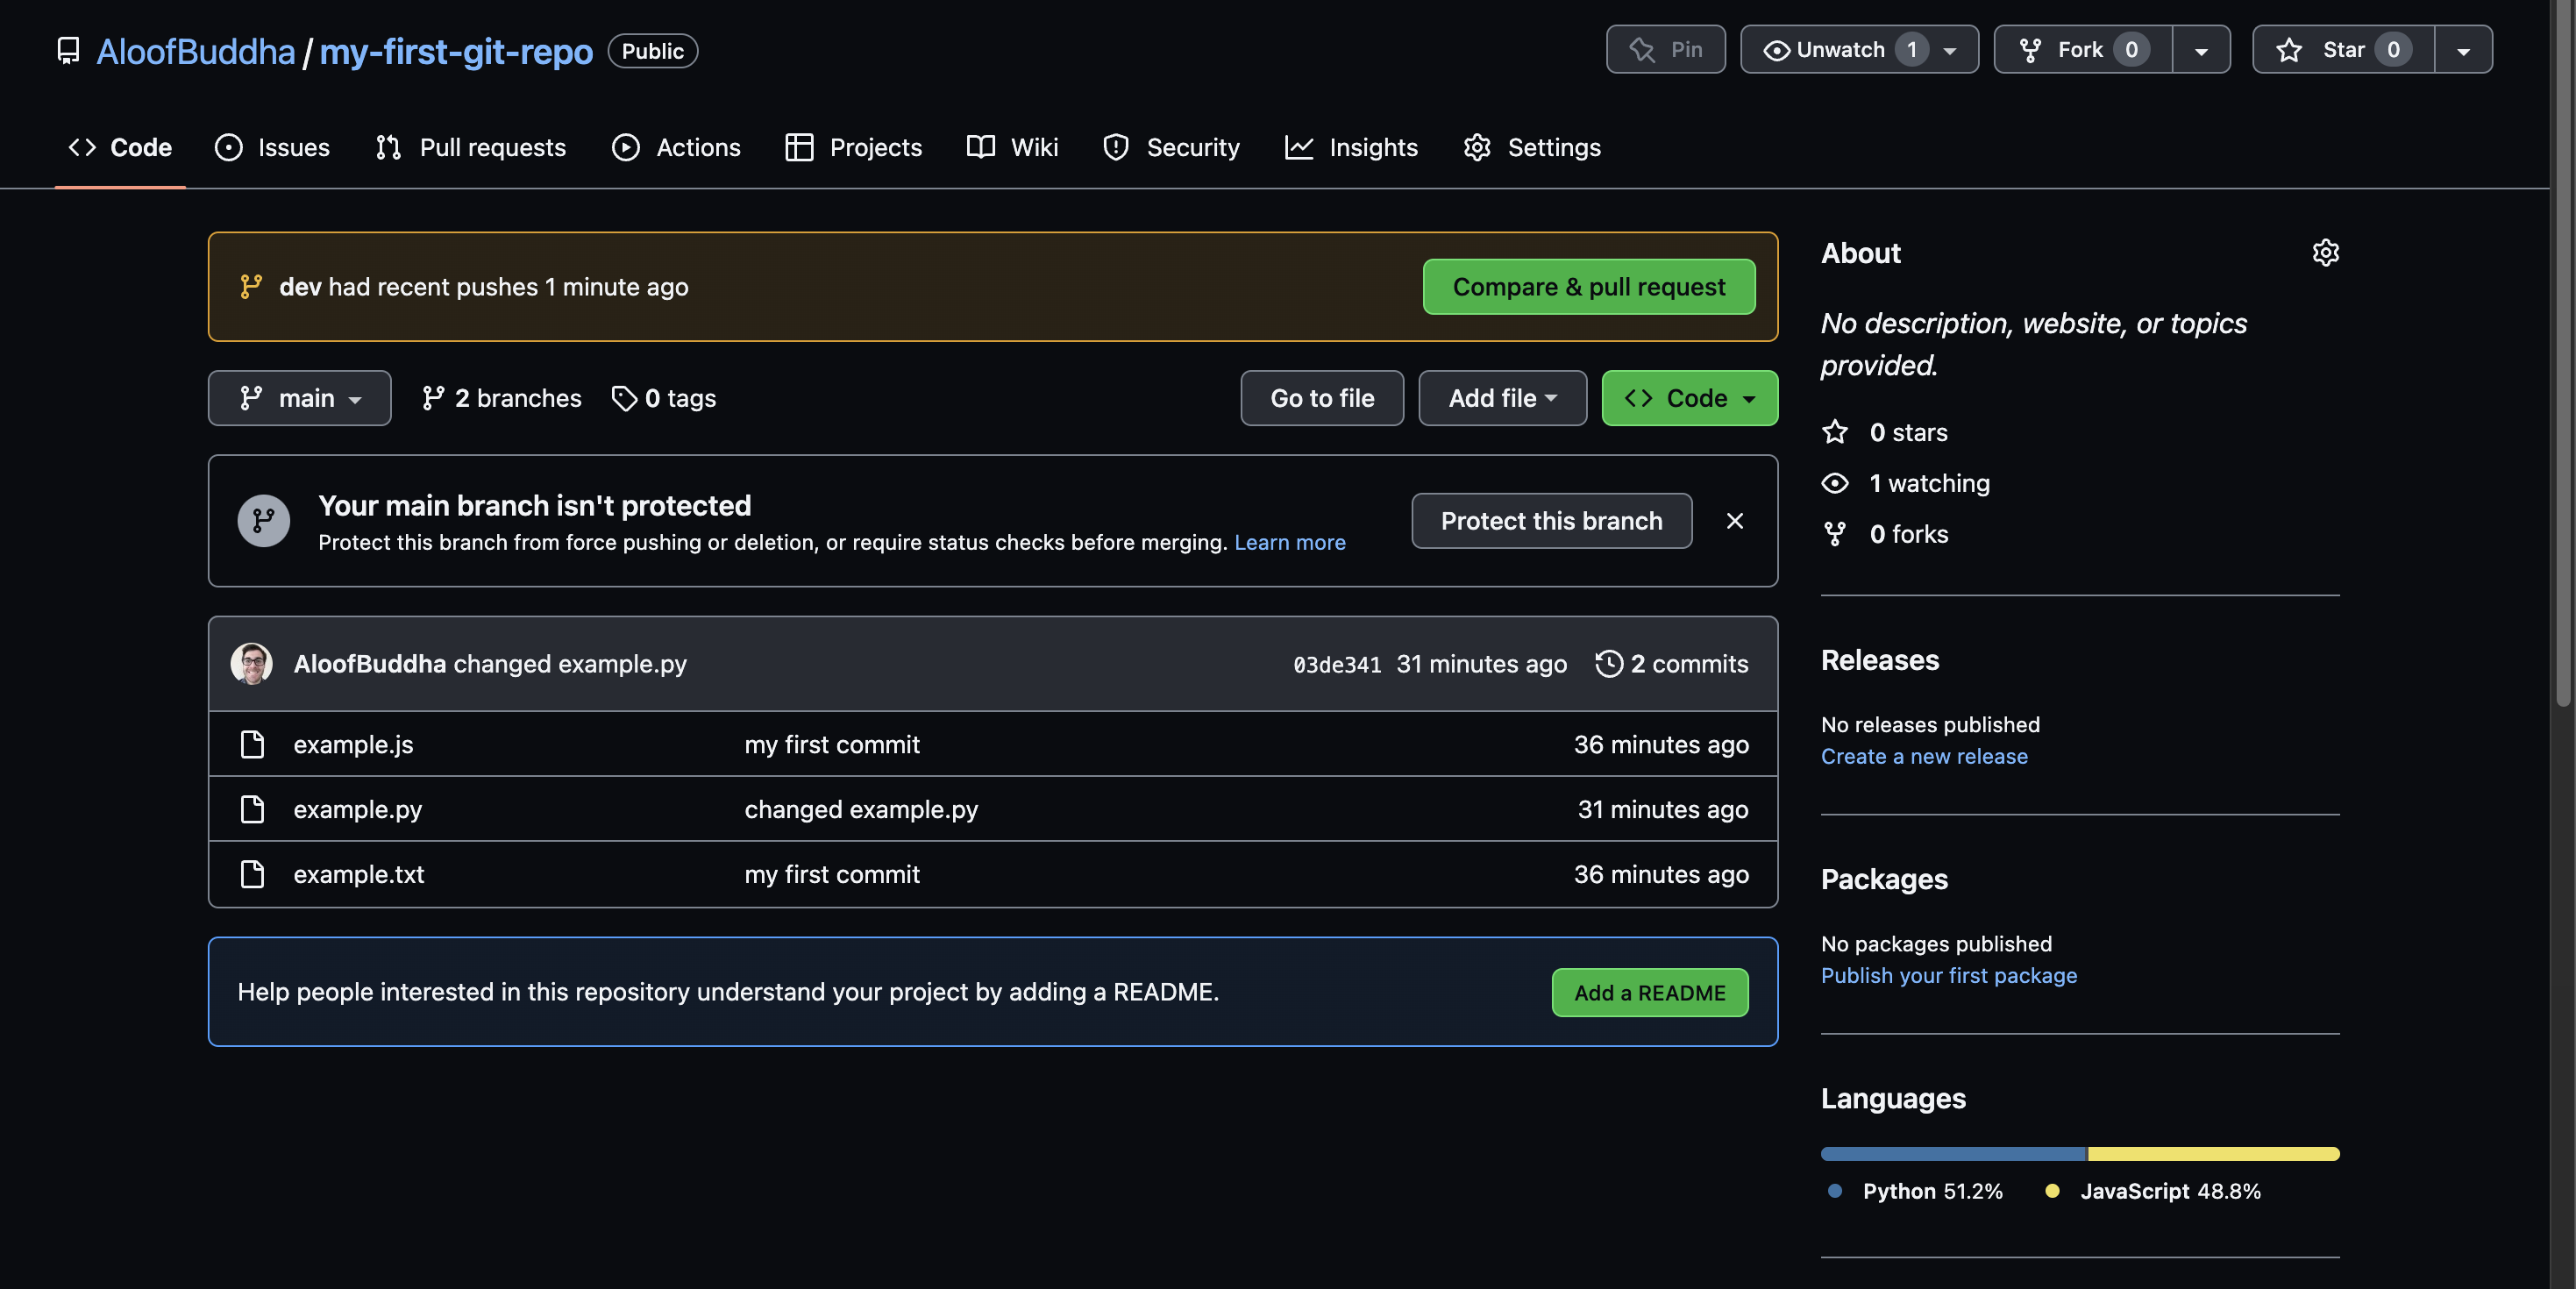 AloofBuddha / my-first-git-repo Public
Pin Unwatch 1 Fork 0 Star 0
Code Issues Pull requests Actions Projects Wiki Security Insights Settings
dev had recent pushes 1 minute ago Compare & pull request
main 2 branches 0 tags Go to file Add file Code
Your main branch isn't protected
Protect this branch from force pushing or deletion, or require status checks before merging. Learn more
Protect this branch
AloofBuddha changed example.py 03de341 31 minutes ago 2 commits
example.js my first commit 36 minutes ago
example.py changed example.py 31 minutes ago
example.txt my first commit 36 minutes ago
Help people interested in this repository understand your project by adding a README. Add a README
About
No description, website, or topics
provided.
0 stars
1 watching
0 forks
Releases
No releases published
Create a new release
Packages
No packages published
Publish your first package
Languages
Python 51.2% JavaScript 48.8%